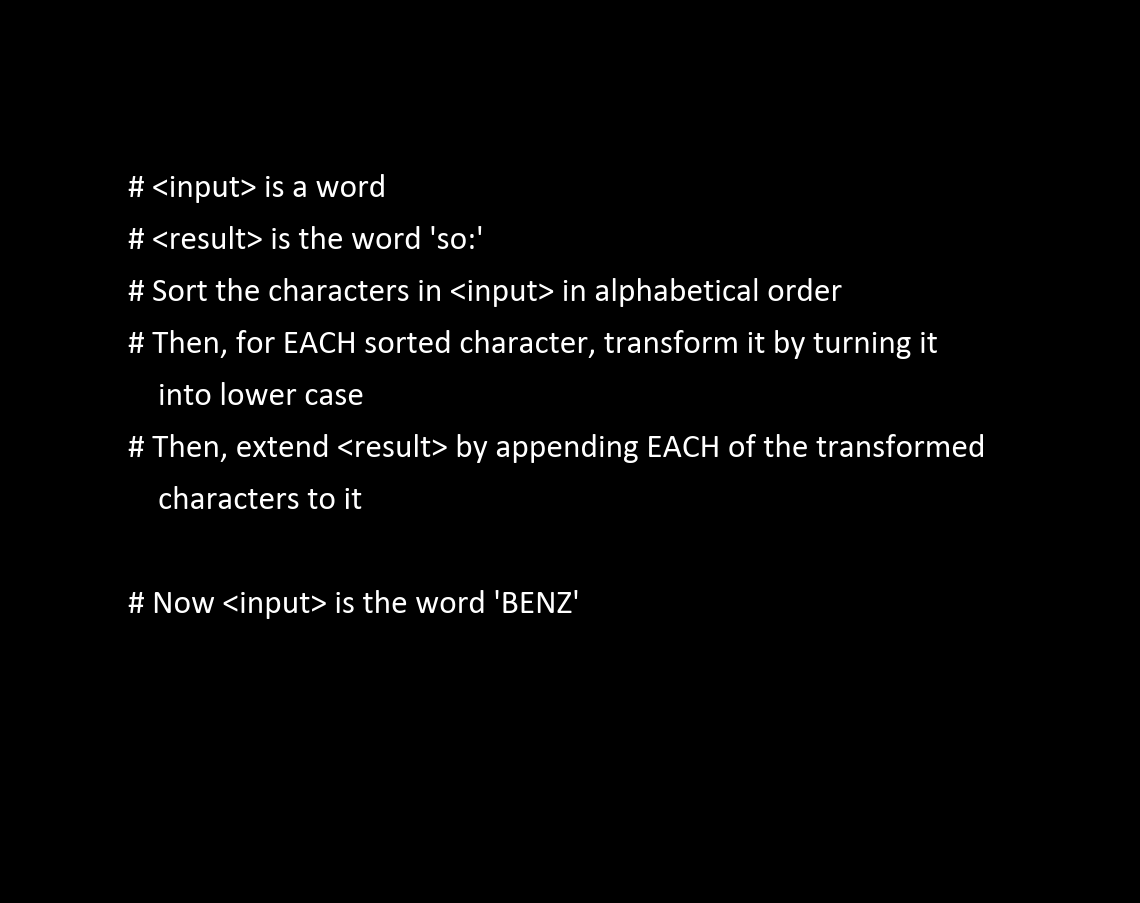 # <input> is a word
# <result> is the word 'so:'
# Sort the characters in <input> in alphabetical order
# Then, for EACH sorted character, transform it by turning it
into lower case
# Then, extend <result> by appending EACH of the transformed
characters to it
# Now <input> is the word 'BENZ'